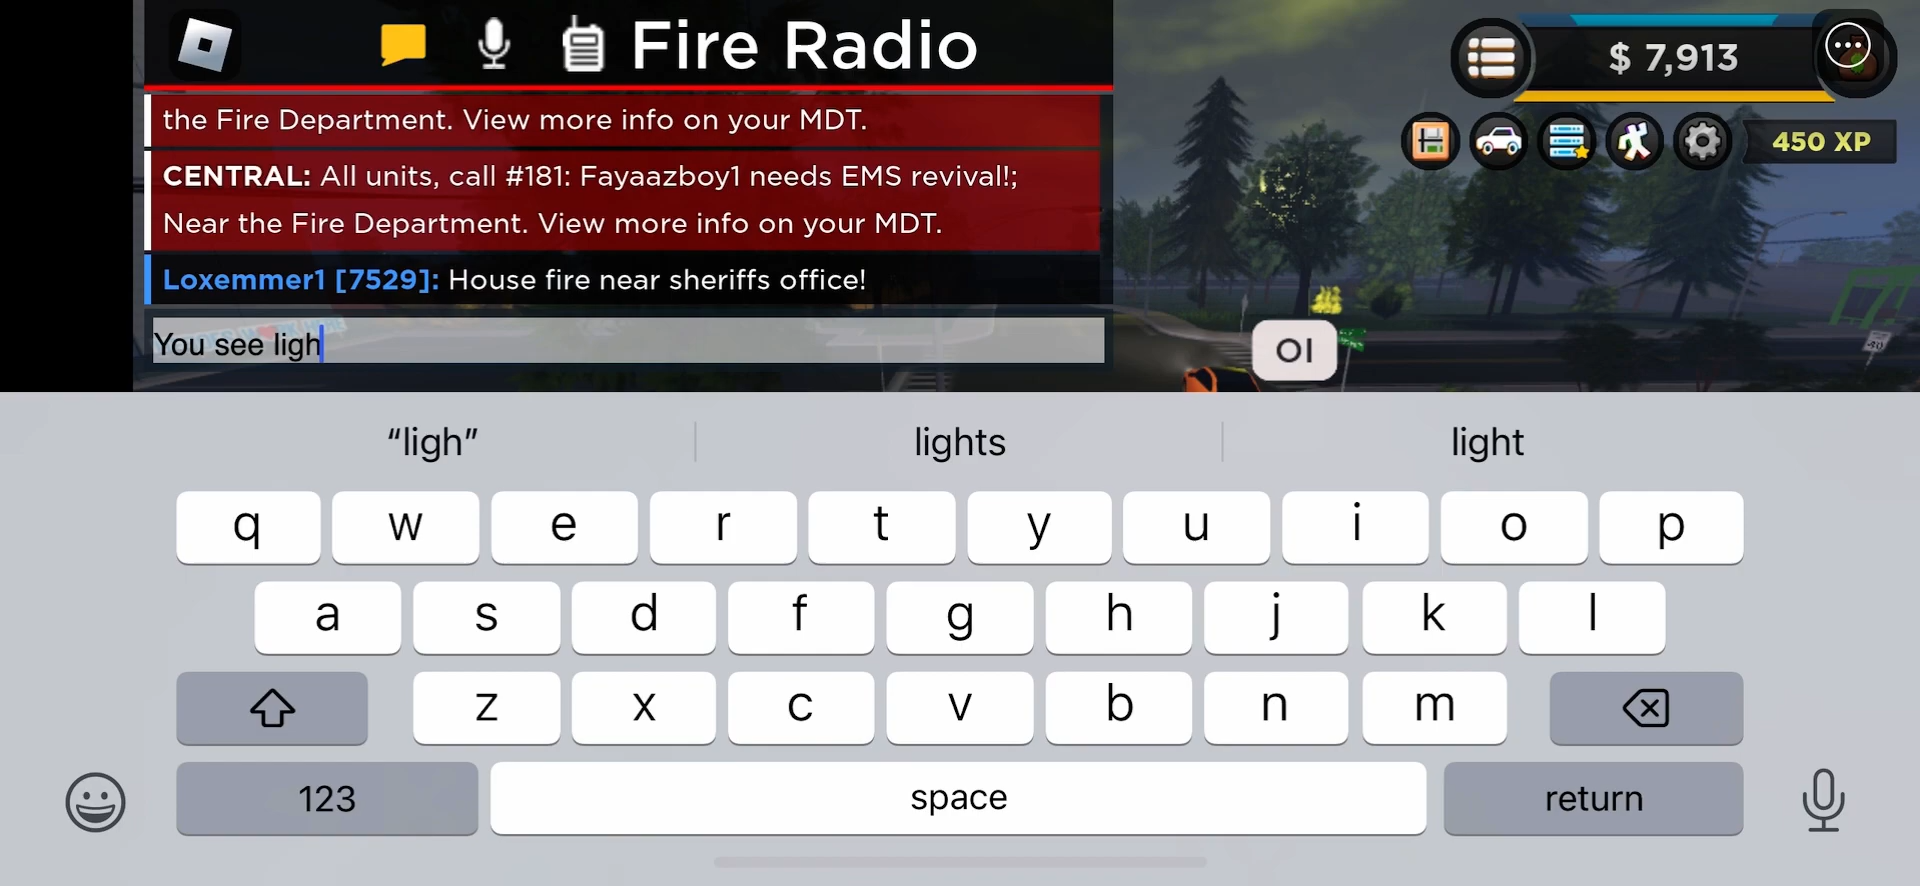 Fire Radio
$ 7,913
450 XP
the Fire Department. View more info on your MDT.
CENTRAL: All units, call #181: Fayaazboy1 needs EMS revival!;
Near the Fire Department. View more info on your MDT.
Loxemmer1 [7529]: House fire near sheriffs office!
You see ligh
OI
“ligh” lights light
q w e r t y u i o p
a s d f g h j k l
z x c v b n m
123 space return